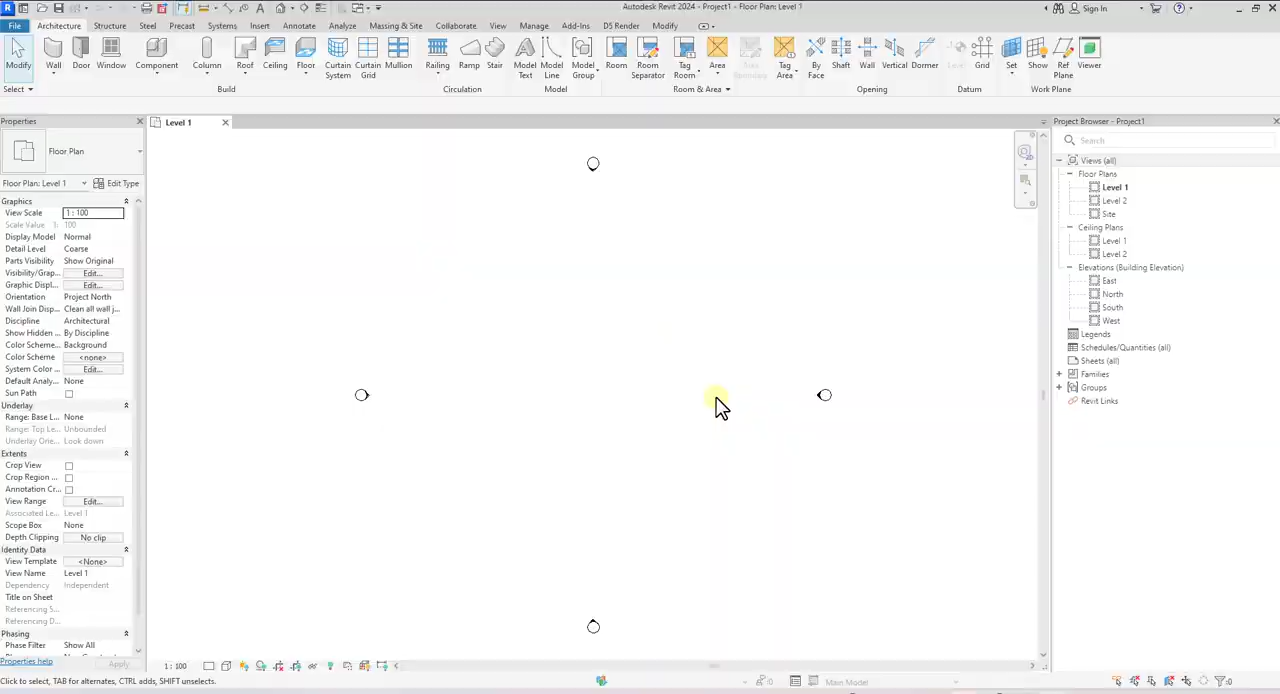 Autodesk Revit 2024 - Project1 - Floor Plan: Level 1
Sign In
File Architecture Structure Steel Precast Systems Insert Annotate Analyze Massing & Site Collaborate View Manage Add-Ins D5 Render Modify
Modify Wall Door Window Component Column Roof Ceiling Floor Curtain System Curtain Grid Mullion Railing Ramp Stair Model Text Model Line Model Group Room Room Separator Tag Room Area Tag Area By Face Shaft Wall Vertical Dormer Grid Set Show Ref Plane Viewer
Select Build Circulation Model Room & Area Opening Datum Work Plane
Properties
Level 1
Project Browser - Project1
Floor Plan
Floor Plan: Level 1
Edit Type
Graphics
View Scale 1 : 100
Scale Value 1: 100
Display Model Normal
Detail Level Coarse
Parts Visibility Show Original
Visibility/Grap... Edit...
Graphic Displ... Edit...
Orientation Project North
Wall Join Disp... Clean all wall j...
Discipline Architectural
Show Hidden ... By Discipline
Color Scheme... Background
Color Scheme <none>
System Color ... Edit...
Default Analy... None
Sun Path
Underlay
Range: Base L... None
Range: Top Le... Unbounded
Underlay Orie... Look down
Extents
Crop View
Crop Region ...
Annotation Cr...
View Range Edit...
Associated Le... Level 1
Scope Box None
Depth Clipping No clip
Identity Data
View Template <None>
View Name Level 1
Dependency Independent
Title on Sheet
Referencing S...
Referencing D...
Phasing
Phase Filter Show All
Properties help
Apply
Search
Views (all)
Floor Plans
Level 1
Level 2
Site
Ceiling Plans
Level 1
Level 2
Elevations (Building Elevation)
East
North
South
West
Legends
Schedules/Quantities (all)
Sheets (all)
Families
Groups
Revit Links
1 : 100
Click to select, TAB for alternates, CTRL adds, SHIFT unselects.
:0
Main Model
:0